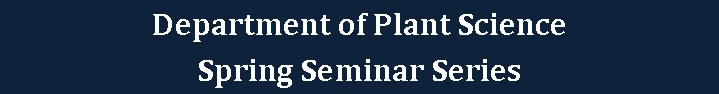 Department of Plant Science
Spring Seminar Series